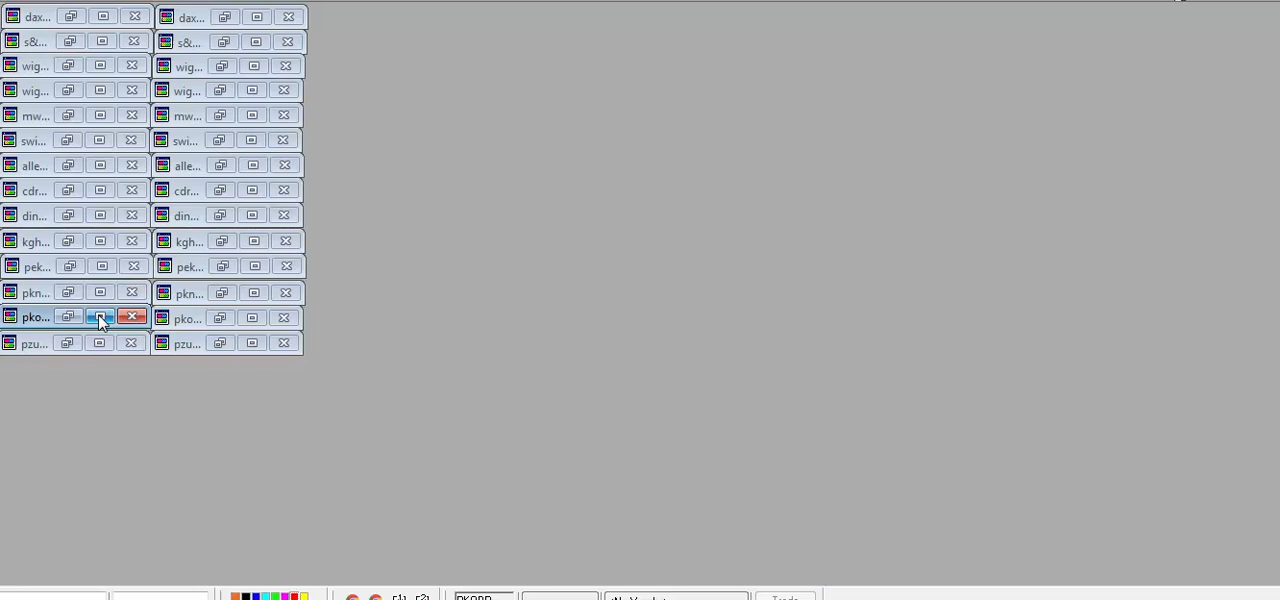 dax... dax...
s&... s&...
wig... wig...
wig... wig...
mw... mw...
swi... swi...
alle... alle...
cdr... cdr...
din... din...
kgh... kgh...
pek... pek...
pkn... pkn...
pko... pko...
pzu... pzu...